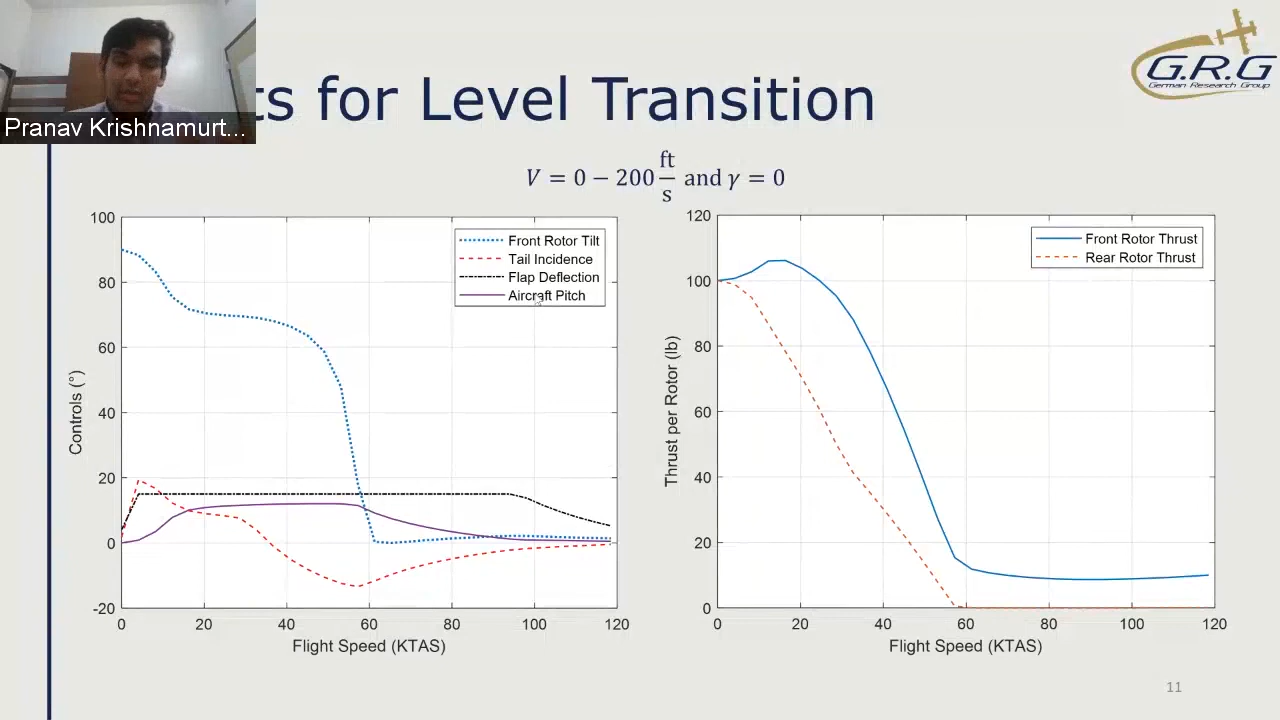 Pranav Krishnamurt...
ts for Level Transition
G.R.G
German Research Group
V = 0 − 200 ft/s and γ = 0
100
80
60
40
20
0
-20
Controls (°)
0 20 40 60 80 100 120
Flight Speed (KTAS)
Front Rotor Tilt
Tail Incidence
Flap Deflection
Aircraft Pitch
120
100
80
60
40
20
0
Thrust per Rotor (lb)
0 20 40 60 80 100 120
Flight Speed (KTAS)
Front Rotor Thrust
Rear Rotor Thrust
11